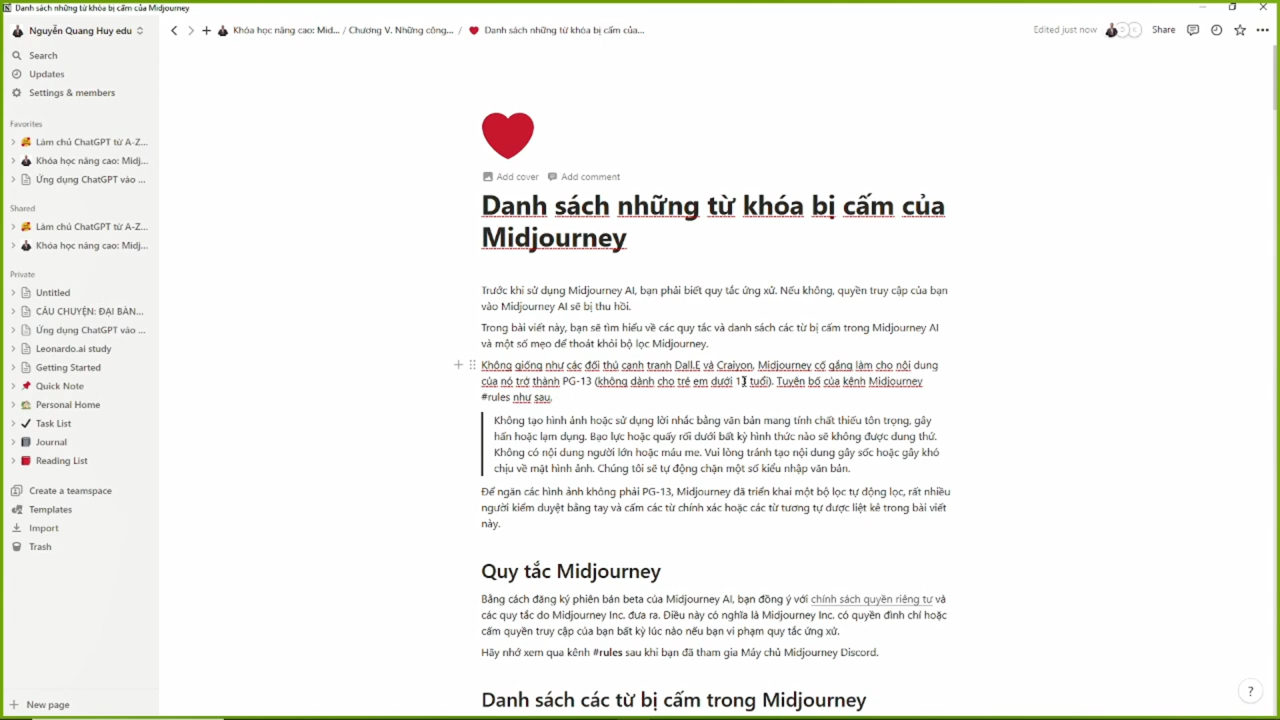 Danh sách những từ khóa bị cấm của Midjourney
Nguyễn Quang Huy edu
Khóa học nâng cao: Mid... / Chương V. Những công... / Danh sách những từ khóa bị cấm của...
Edited just now
Share
Search
Updates
Settings & members
Favorites
Làm chủ ChatGPT từ A-Z...
Khóa học nâng cao: Midj...
Ứng dụng ChatGPT vào ...
Shared
Làm chủ ChatGPT từ A-Z...
Khóa học nâng cao: Midj...
Private
Untitled
CÂU CHUYỆN: ĐẠI BÀN...
Ứng dụng ChatGPT vào ...
Leonardo.ai study
Getting Started
Quick Note
Personal Home
Task List
Journal
Reading List
Create a teamspace
Templates
Import
Trash
New page
Add cover
Add comment
Danh sách những từ khóa bị cấm của
Midjourney
Trước khi sử dụng Midjourney AI, bạn phải biết quy tắc ứng xử. Nếu không, quyền truy cập của bạn
vào Midjourney AI sẽ bị thu hồi.
Trong bài viết này, bạn sẽ tìm hiểu về các quy tắc và danh sách các từ bị cấm trong Midjourney AI
và một số mẹo để thoát khỏi bộ lọc Midjourney.
Không giống như các đối thủ cạnh tranh Dall.E và Craiyon, Midjourney cố gắng làm cho nội dung
của nó trở thành PG-13 (không dành cho trẻ em dưới 13 tuổi). Tuyên bố của kênh Midjourney
#rules như sau.
Không tạo hình ảnh hoặc sử dụng lời nhắc bằng văn bản mang tính chất thiếu tôn trọng, gây
hấn hoặc lạm dụng. Bạo lực hoặc quấy rối dưới bất kỳ hình thức nào sẽ không được dung thứ.
Không có nội dung người lớn hoặc máu me. Vui lòng tránh tạo nội dung gây sốc hoặc gây khó
chịu về mặt hình ảnh. Chúng tôi sẽ tự động chặn một số kiểu nhập văn bản.
Để ngăn các hình ảnh không phải PG-13, Midjourney đã triển khai một bộ lọc tự động lọc, rất nhiều
người kiểm duyệt bằng tay và cấm các từ chính xác hoặc các từ tương tự được liệt kê trong bài viết
này.
Quy tắc Midjourney
Bằng cách đăng ký phiên bản beta của Midjourney AI, bạn đồng ý với chính sách quyền riêng tư và
các quy tắc do Midjourney Inc. đưa ra. Điều này có nghĩa là Midjourney Inc. có quyền đình chỉ hoặc
cấm quyền truy cập của bạn bất kỳ lúc nào nếu bạn vi phạm quy tắc ứng xử.
Hãy nhớ xem qua kênh #rules sau khi bạn đã tham gia Máy chủ Midjourney Discord.
Danh sách các từ bị cấm trong Midjourney
?